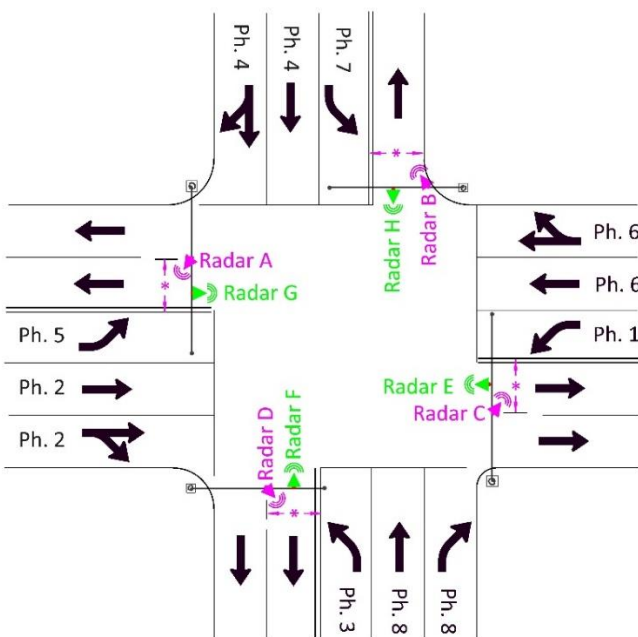 Ph. 4
Ph. 4
Ph. 7
*
Radar H
Radar B
Radar A
Radar G
*
Ph. 6
Ph. 6
Ph. 1
Ph. 5
Ph. 2
Ph. 2
Radar E
Radar C
*
Radar D
Radar F
*
Ph. 3
Ph. 8
Ph. 8